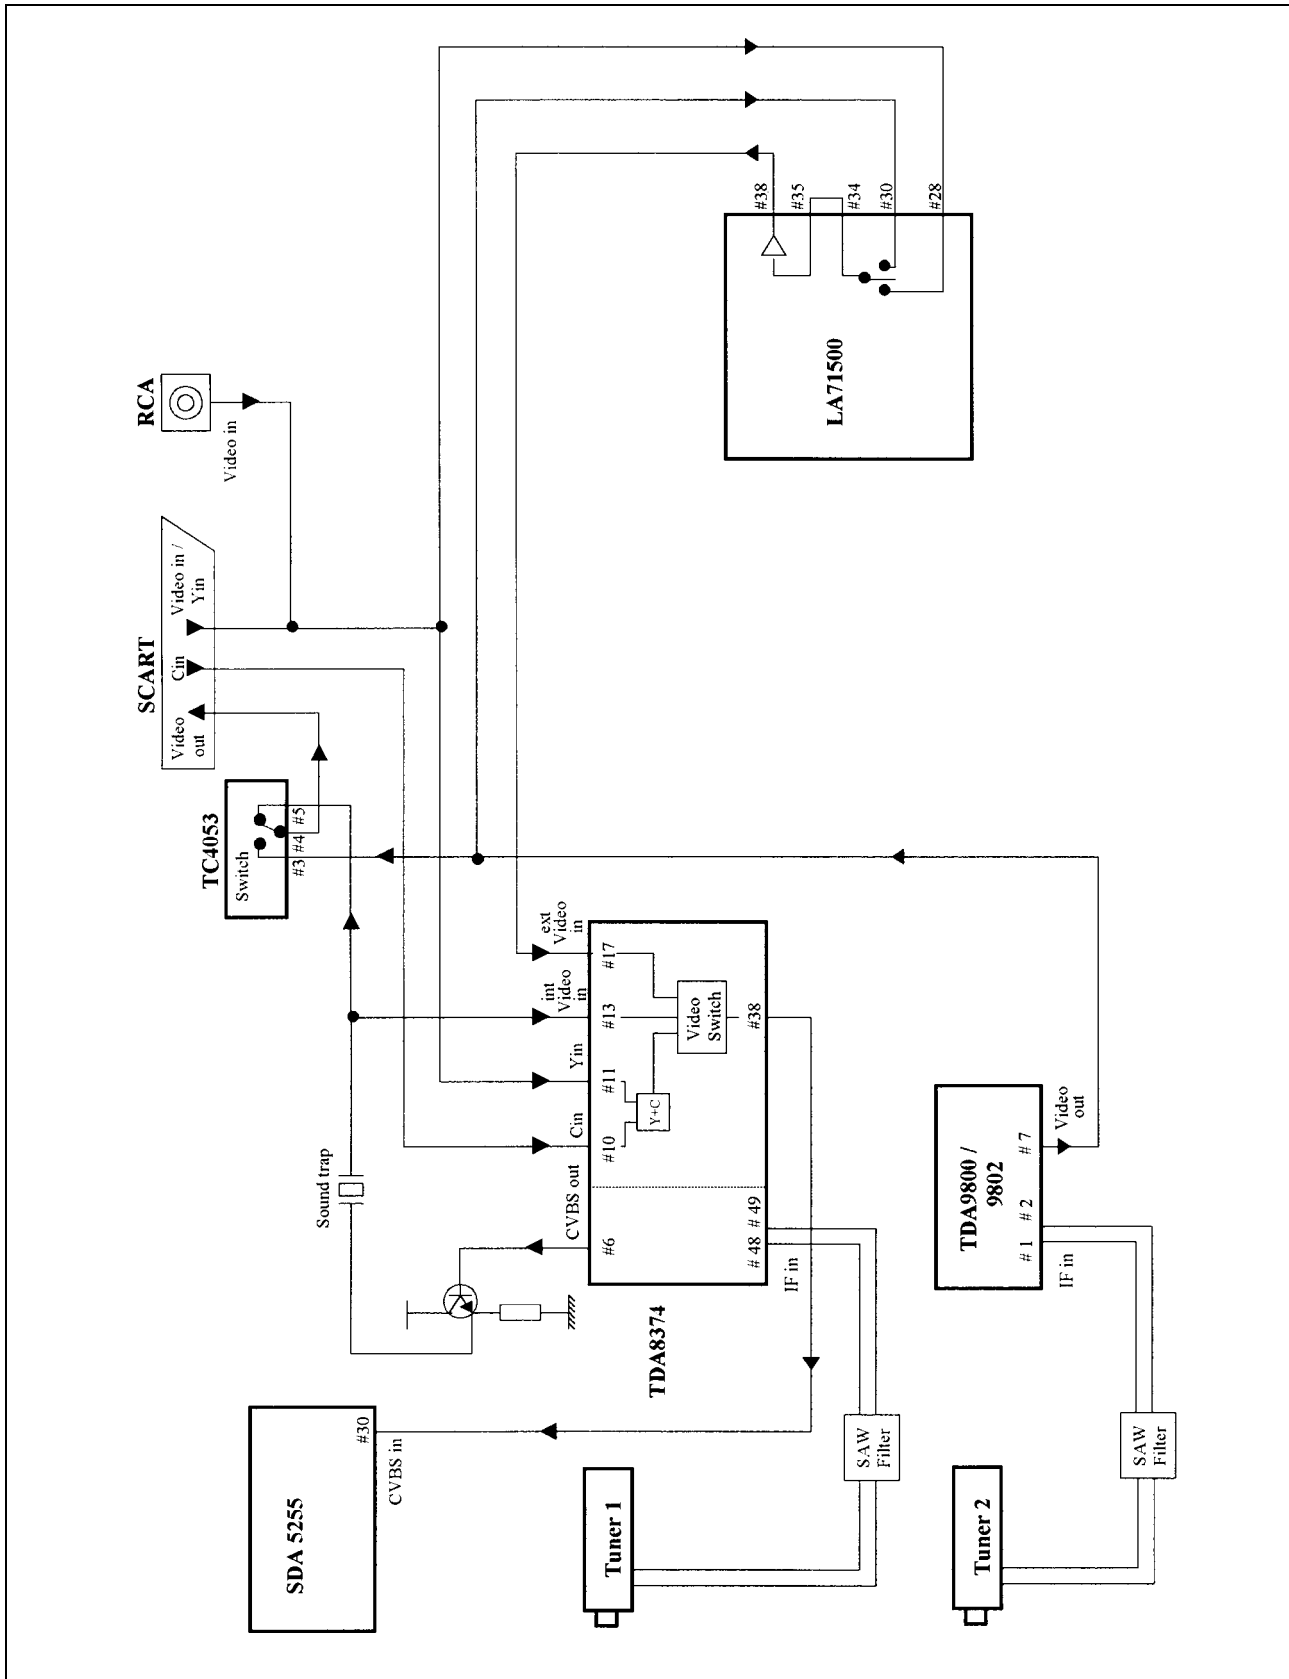 SDA 5255
#30
CVBS in
Tuner 1
SAW
Filter
Tuner 2
SAW
Filter
TDA8374
Sound trap
CVBS out
#6
# 48
# 49
IF in
Cin
#10
Yin
#11
Y+C
int
Video
in
#13
ext
Video
in
#17
Video
Switch
#38
TDA9800 /
9802
# 1
# 2
IF in
# 7
Video
out
TC4053
Switch
#3
#4
#5
SCART
Video
out
Cin
Video in /
Yin
RCA
Video in
LA71500
#38
#35
#34
#30
#28